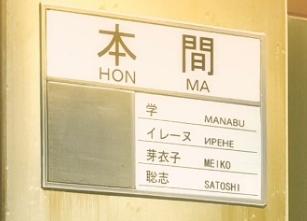 本間
HON MA
学 MANABU
イレーヌ ИРЕНЕ
芽衣子 MEIKO
聡志 SATOSHI